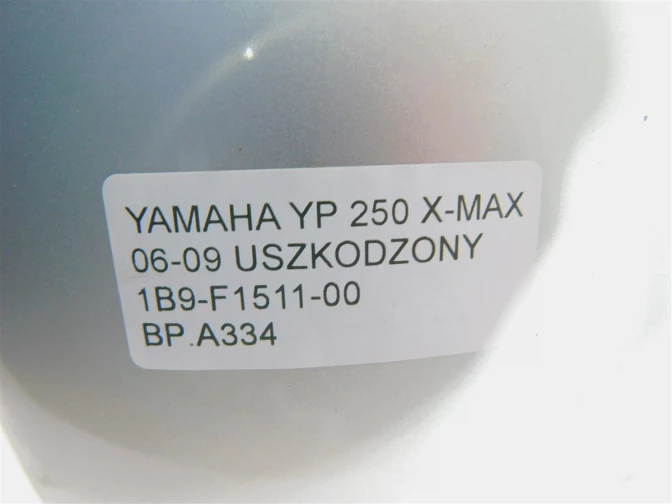 YAMAHA YP 250 X-MAX
06-09 USZKODZONY
1B9-F1511-00
BP.A334